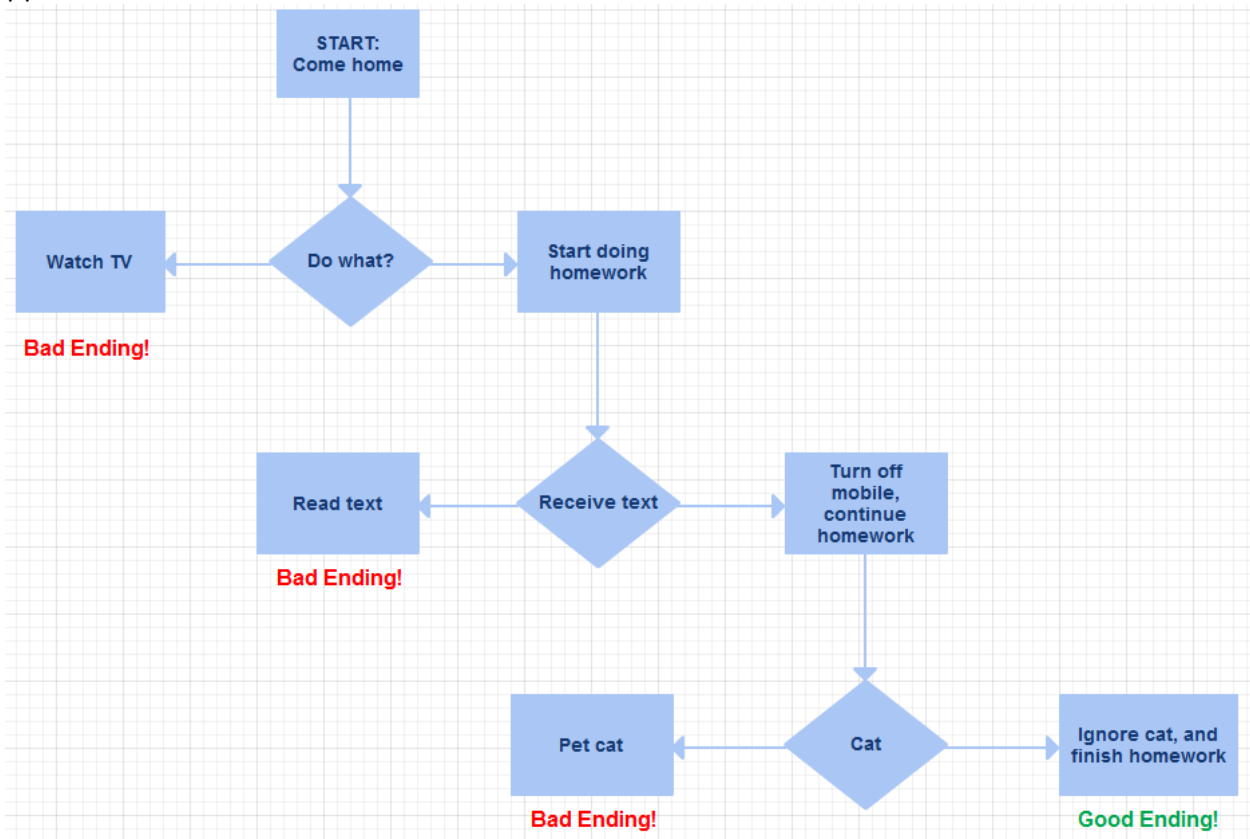 START:
Come home
Watch TV
Do what?
Start doing
homework
Bad Ending!
Read text
Receive text
Turn off
mobile,
continue
homework
Bad Ending!
Pet cat
Cat
Ignore cat, and
finish homework
Bad Ending!
Good Ending!